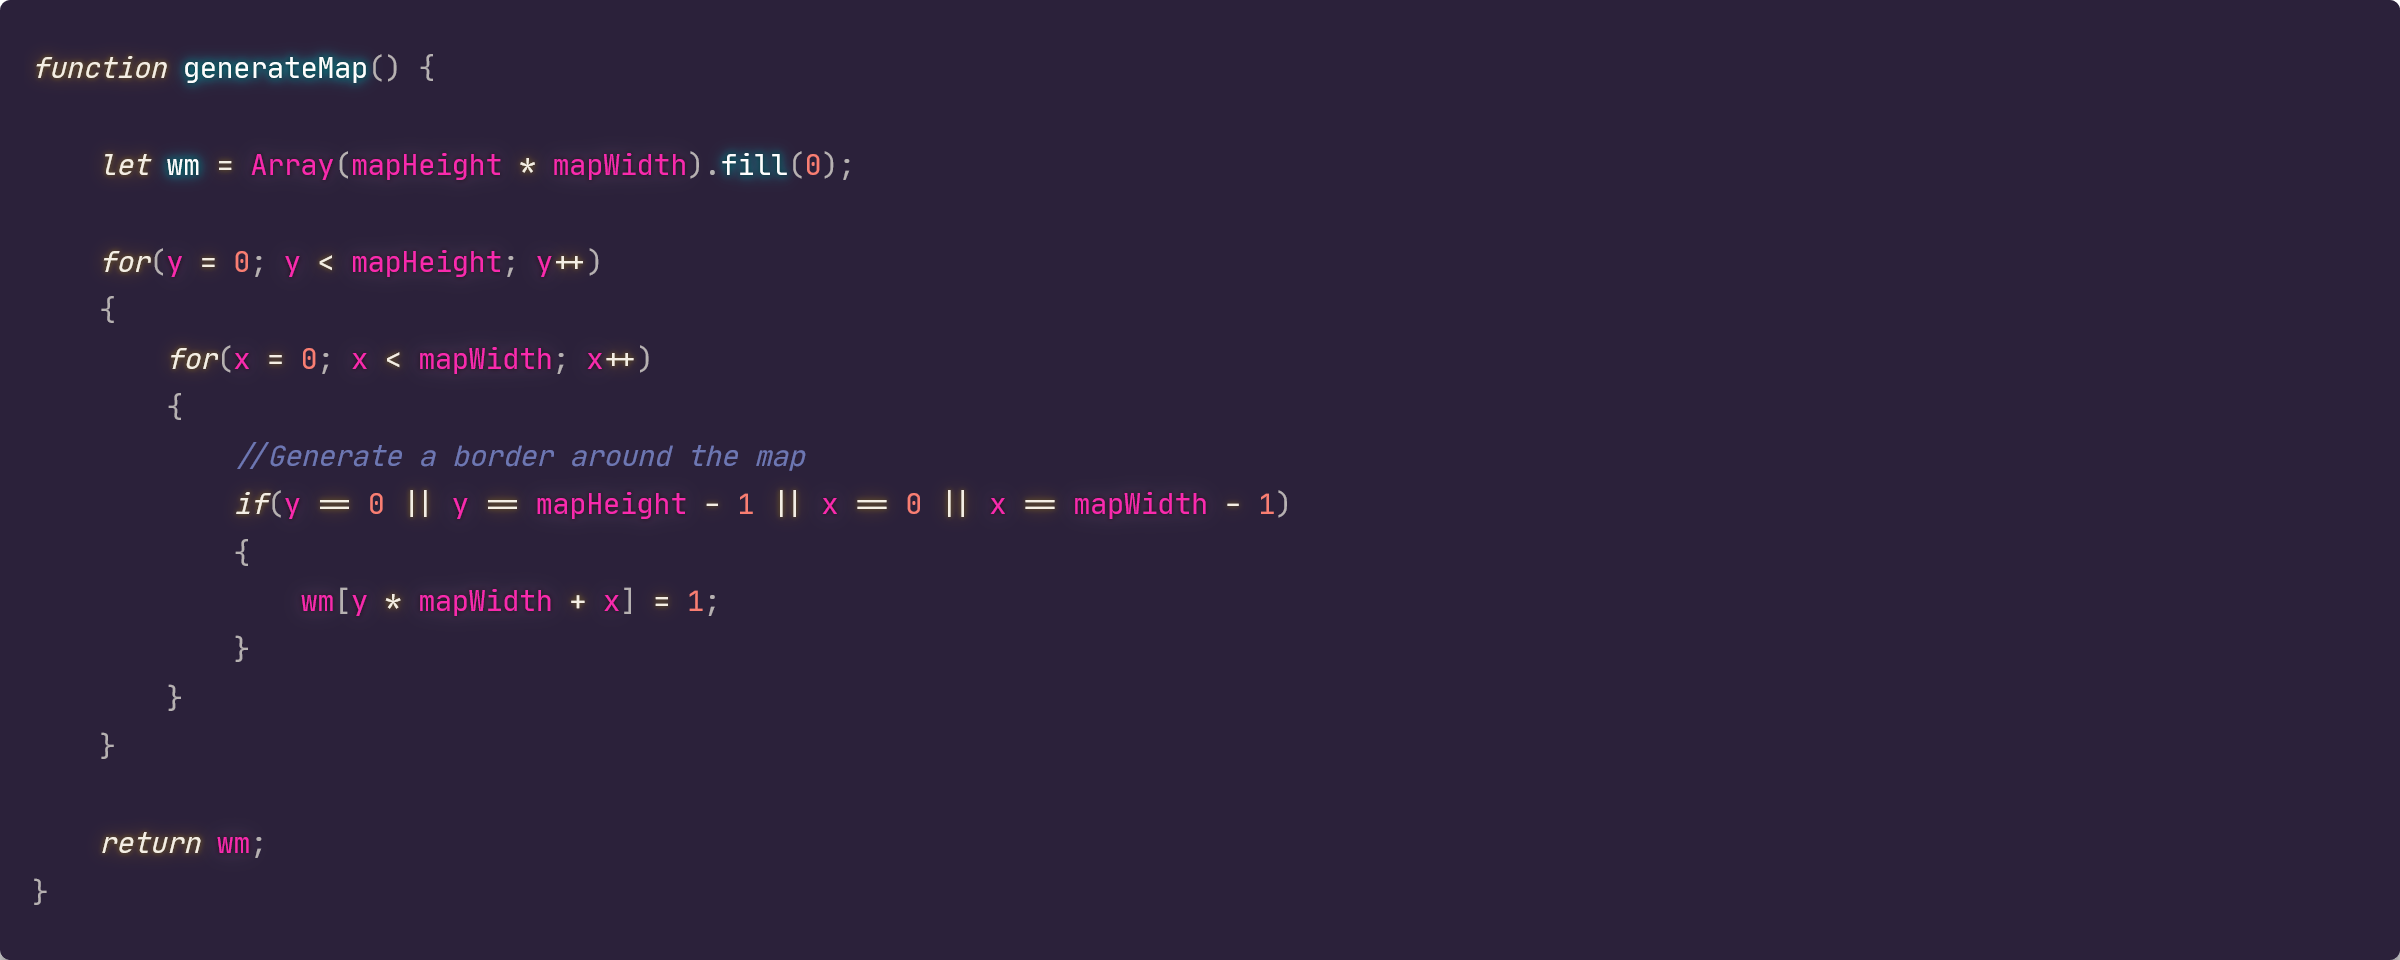 function generateMap() {
let wm = Array(mapHeight * mapWidth).fill(0);
for(y = 0; y < mapHeight; y++)
{
for(x = 0; x < mapWidth; x++)
{
//Generate a border around the map
if(y == 0 || y == mapHeight - 1 || x == 0 || x == mapWidth - 1)
{
wm[y * mapWidth + x] = 1;
}
}
}
return wm;
}